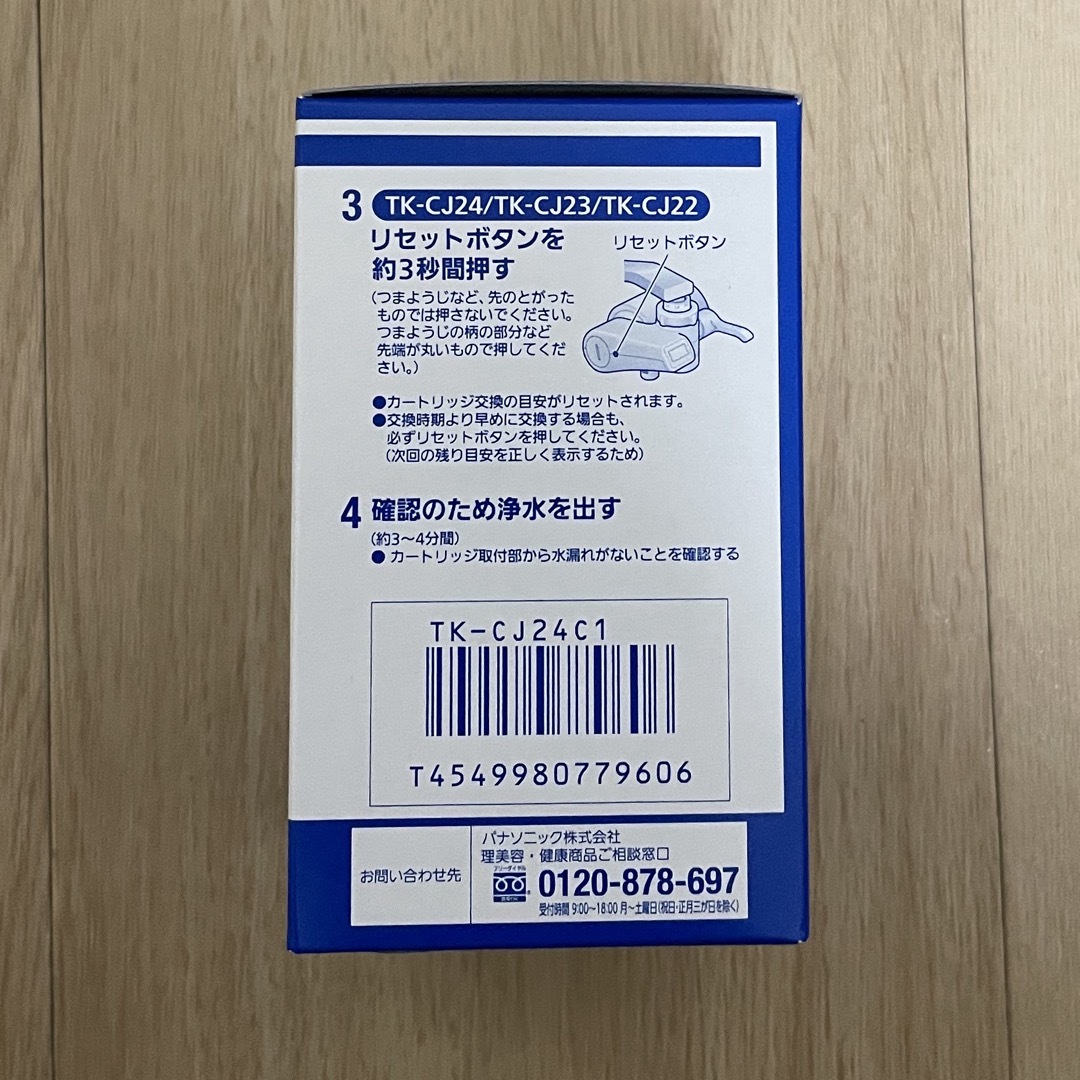 3 TK-CJ24/TK-CJ23/TK-CJ22
リセットボタンを
約3秒間押す
リセットボタン
(つまようじなど、先のとがった
ものでは押さないでください。
つまようじの柄の部分など
先端が丸いもので押してくだ
さい。)
●カートリッジ交換の目安がリセットされます。
●交換時期より早めに交換する場合も、
必ずリセットボタンを押してください。
(次回の残り目安を正しく表示するため)
4 確認のため浄水を出す
(約3〜4分間)
● カートリッジ取付部から水漏れがないことを確認する
TK-CJ24C1
T4549980779606
お問い合わせ先
パナソニック株式会社
理美容・健康商品ご相談窓口
フリーダイヤル
0120-878-697
受付時間 9:00〜18:00 月〜土曜日(祝日・正月三が日を除く)